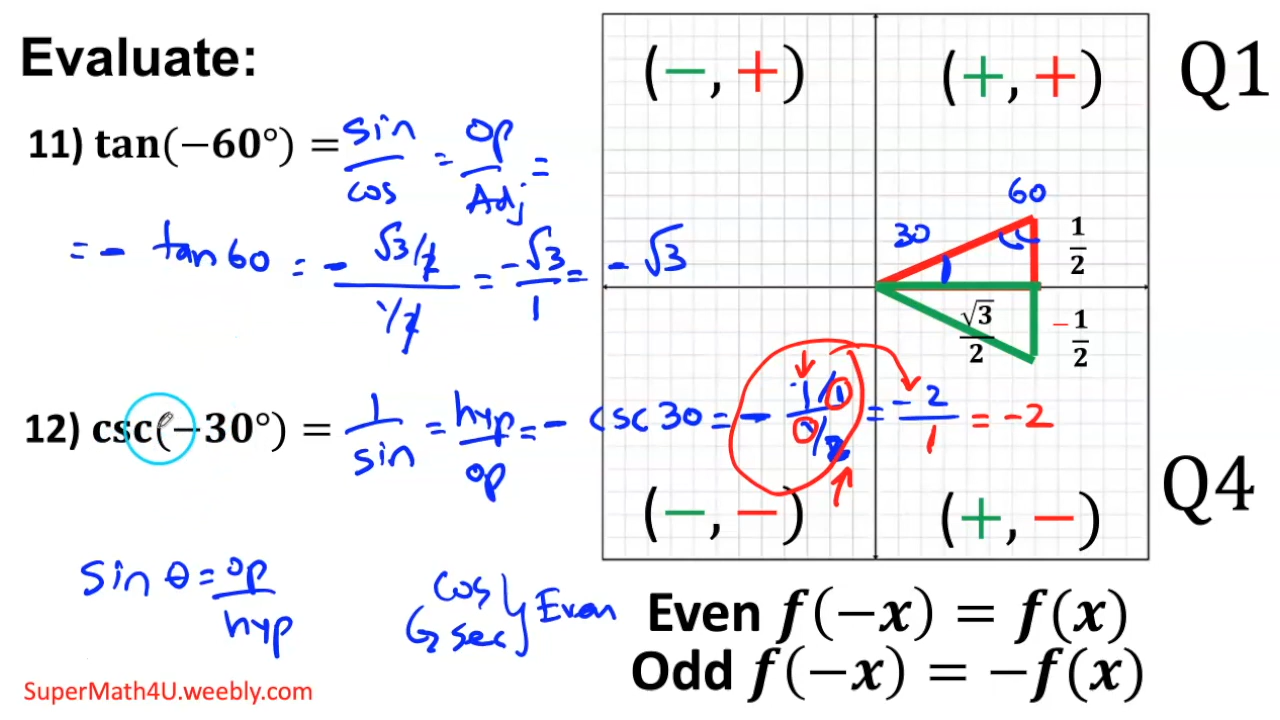 Evaluate:
11) tan(−60°) = sin/cos = op/Adj =
= − tan60 = − √3/2 / 1/2 = −√3/1 = − √3
12) csc(−30°) = 1/sin = hyp/op = − csc 30 = − 1/1 / 1/2 = −2/1 = −2
sin θ = op/hyp
cos
sec
Even
(−, +)
(+, +)
Q1
60
30
1/2
√3/2
−1/2
(−, −)
(+, −)
Q4
Even f(−x) = f(x)
Odd f(−x) = −f(x)
SuperMath4U.weebly.com